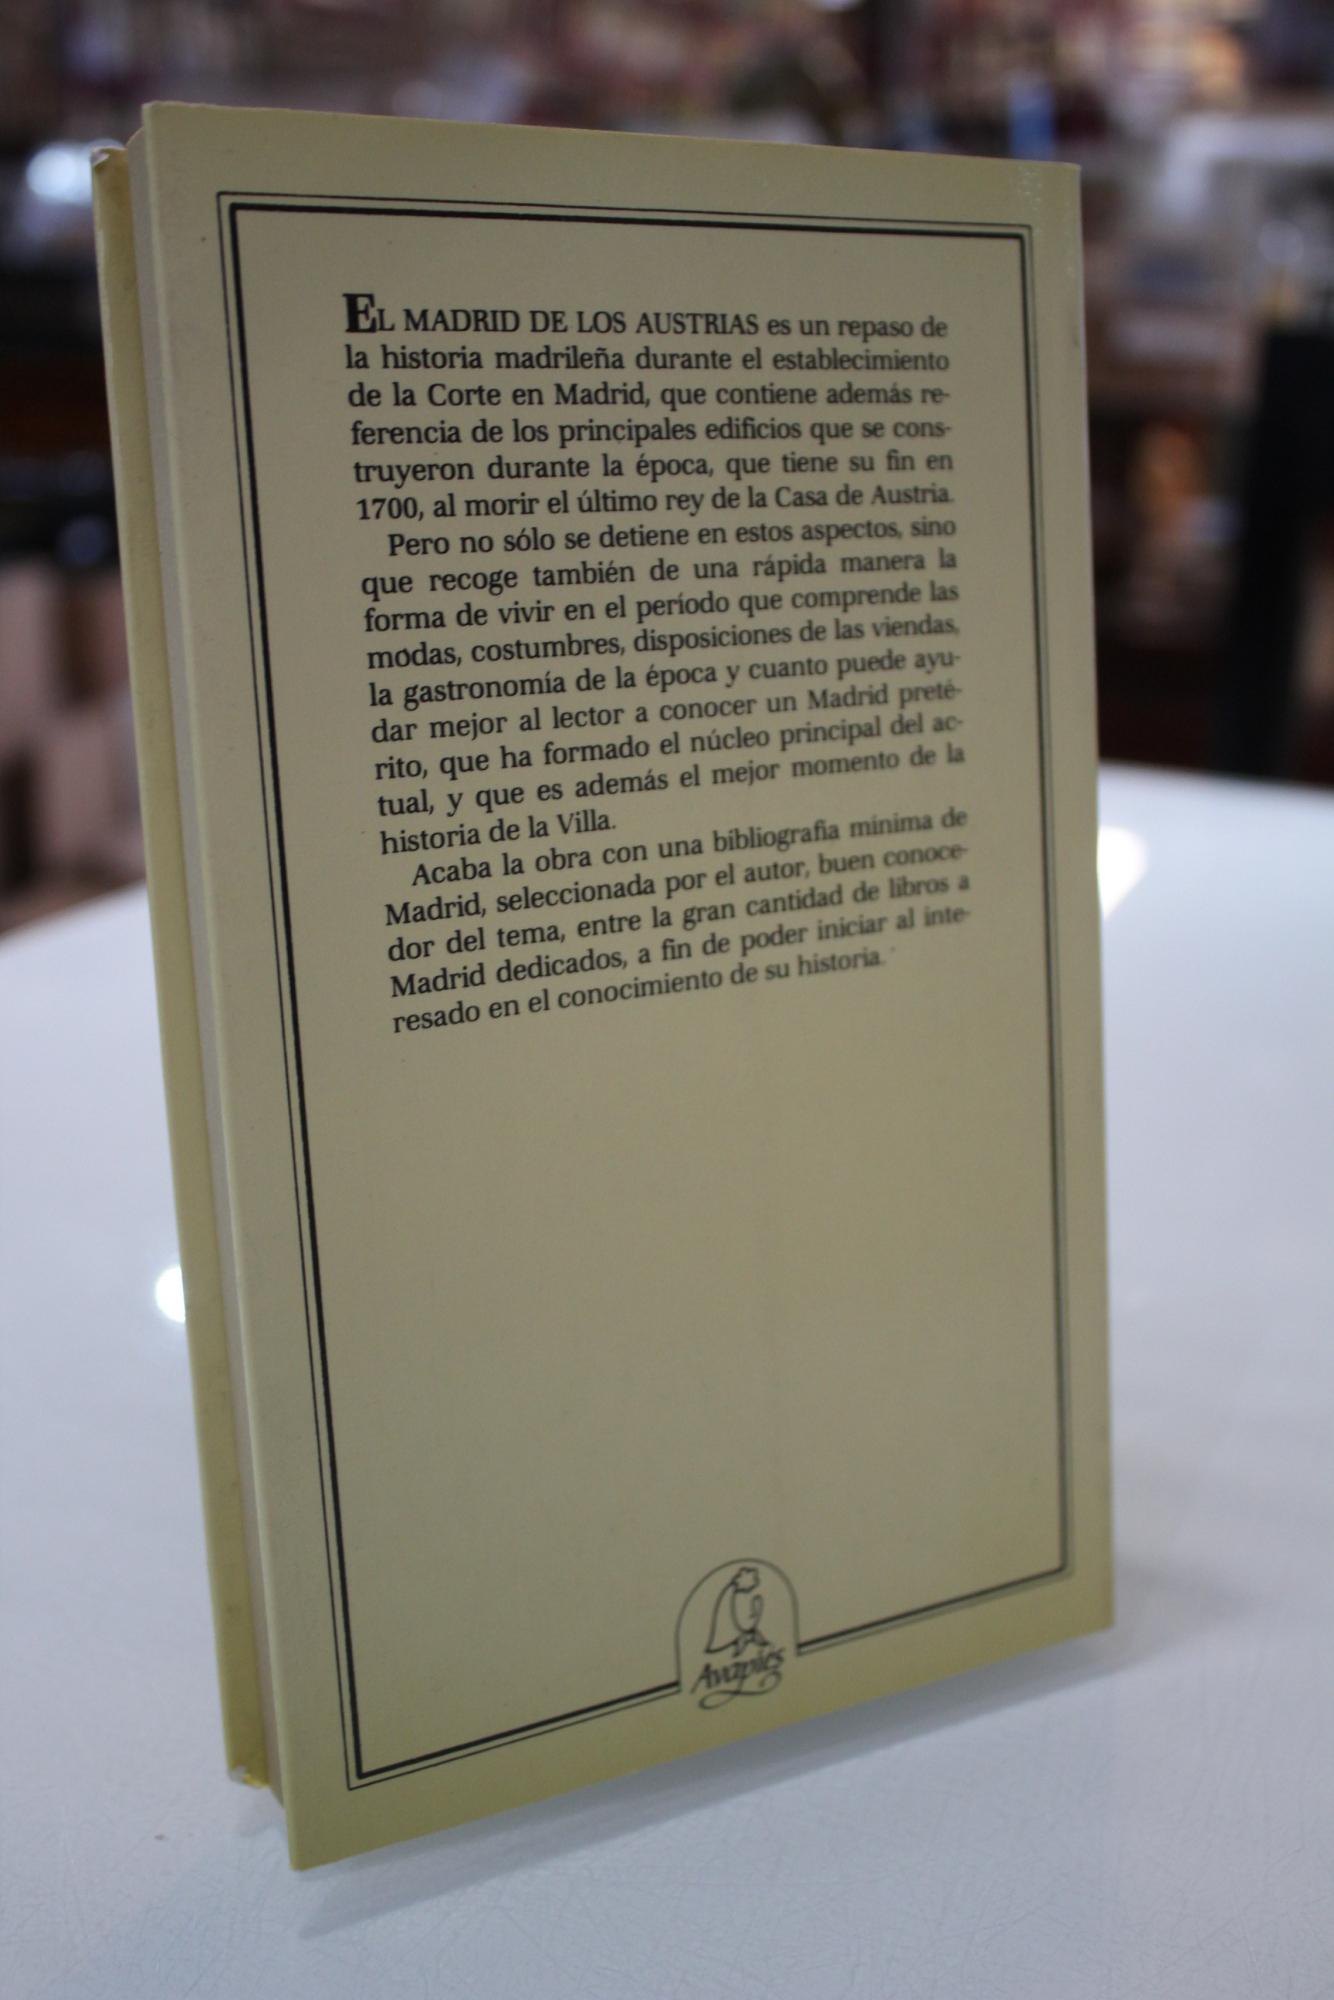 EL MADRID DE LOS AUSTRIAS es un repaso de
la historia madrileña durante el establecimiento
de la Corte en Madrid, que contiene además re-
ferencia de los principales edificios que se cons-
truyeron durante la época, que tiene su fin en
1700, al morir el último rey de la Casa de Austria.
Pero no sólo se detiene en estos aspectos, sino
que recoge también de una rápida manera la
forma de vivir en el período que comprende las
modas, costumbres, disposiciones de las viendas,
la gastronomía de la época y cuanto puede ayu-
dar mejor al lector a conocer un Madrid preté-
rito, que ha formado el núcleo principal del ac-
tual, y que es además el mejor momento de la
historia de la Villa.
Acaba la obra con una bibliografia mínima de
Madrid, seleccionada por el autor, buen conoce-
dor del tema, entre la gran cantidad de libros a
Madrid dedicados, a fin de poder iniciar al inte-
resado en el conocimiento de su historia.
Avapiés